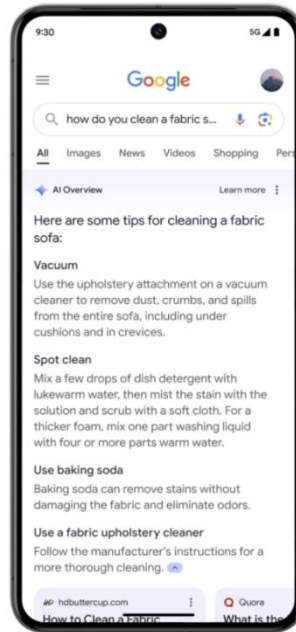 9:30
5G
Google
how do you clean a fabric s...
All Images News Videos Shopping Pers
AI Overview
Learn more
Here are some tips for cleaning a fabric
sofa:
Vacuum
Use the upholstery attachment on a vacuum
cleaner to remove dust, crumbs, and spills
from the entire sofa, including under
cushions and in crevices.
Spot clean
Mix a few drops of dish detergent with
lukewarm water, then mist the stain with the
solution and scrub with a soft cloth. For a
thicker foam, mix one part washing liquid
with four or more parts warm water.
Use baking soda
Baking soda can remove stains without
damaging the fabric and eliminate odors.
Use a fabric upholstery cleaner
Follow the manufacturer's instructions for a
more thorough cleaning.
hdbuttercup.com
How to Clean a Fabric
Quora
What is the